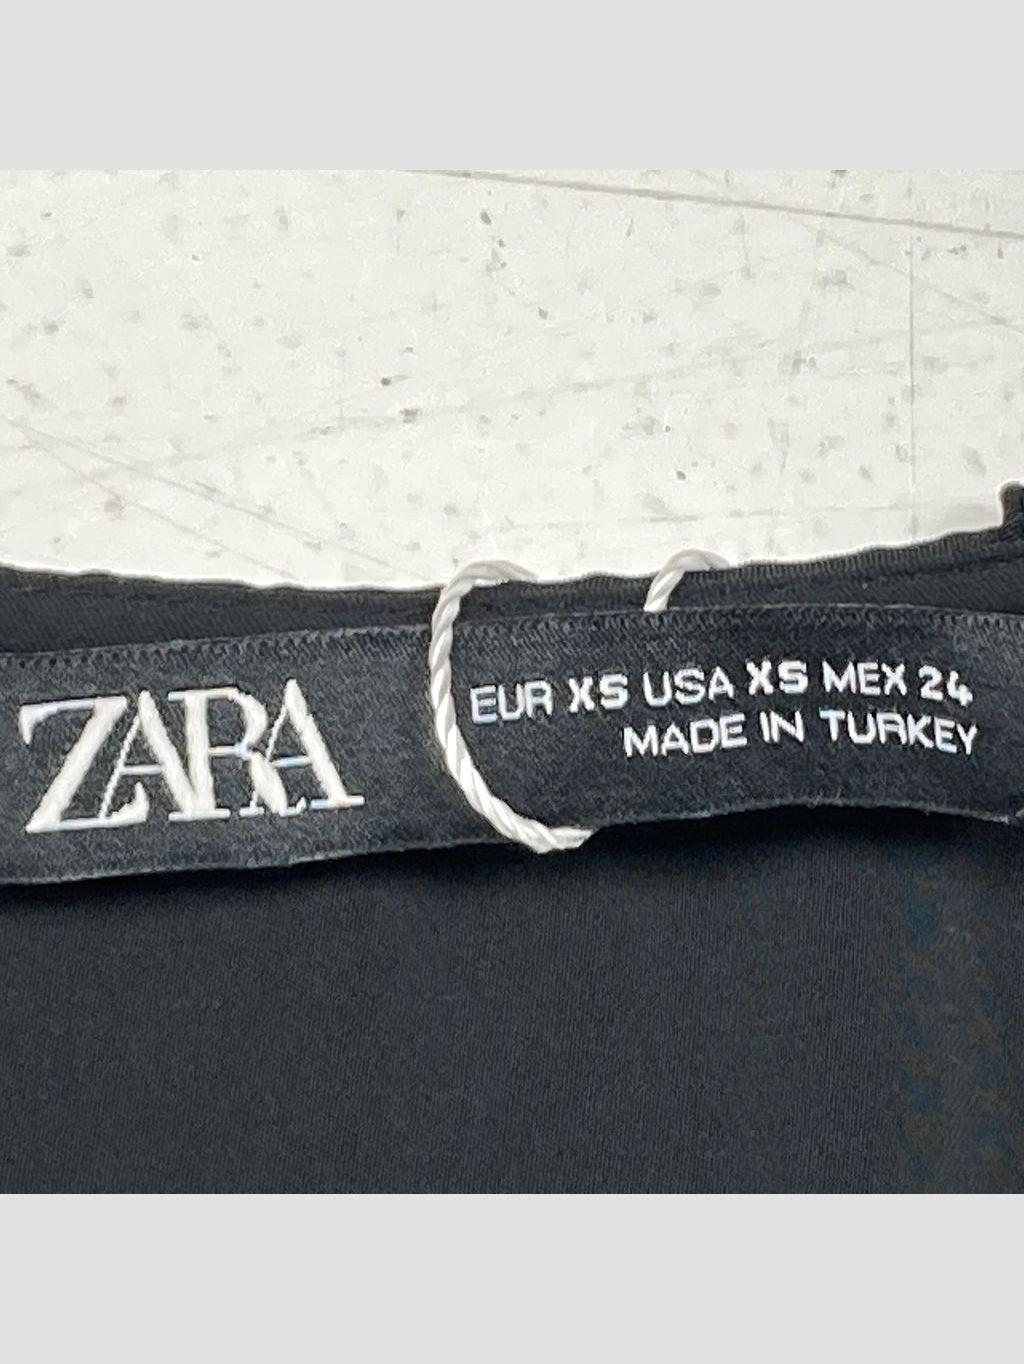 ZARA
EUR XS USA XS MEX 24
MADE IN TURKEY